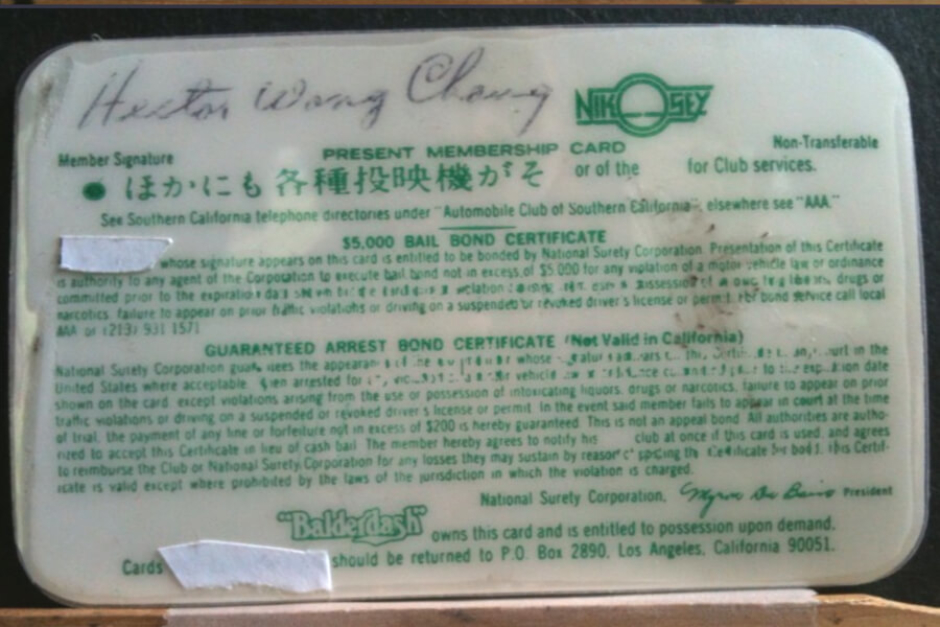 Hector Wong Chong
NIKOSEY
Member Signature
PRESENT MEMBERSHIP CARD
Non-Transferable
ほかにも 各種投映機がそ or of the for Club services.
See Southern California telephone directories under "Automobile Club of Southern California", elsewhere see "AAA."
$5,000 BAIL BOND CERTIFICATE
whose signature appears on this card is entitled to be bonded by National Surety Corporation. Presentation of this Certificate
is authority to any agent of the Corporation to execute bail bond not in excess of $5,000 for any violation of a motor vehicle law or ordinance
committed prior to the expiration violation possession of drugs or
narcotics, failure to appear on prior traffic violations or driving on a suspended or revoked driver's license or permit. For bond service call local
AAA or (213) 931 1571
GUARANTEED ARREST BOND CERTIFICATE (Not Valid in California)
National Surety Corporation the whose in the
United States where acceptable. when arrested for vehicle to the expiration date
shown on the card, except violations arising from the use or possession of intoxicating liquors, drugs or narcotics, failure to appear on prior
traffic violations or driving on a suspended or revoked driver's license or permit. In the event said member fails to appear in court at the time
of trial, the payment of any line or forfeiture not in excess of $200 is hereby guaranteed. This is not an appeal bond. All authorities are autho-
rized to accept this Certificate in lieu of cash bail. The member hereby agrees to notify his club at once if this card is used, and agrees
to reimburse the Club or National Surety Corporation for any losses they may sustain by reason Certificate This Certif-
icate is valid except where prohibited by the laws of the jurisdiction in which the violation is charged.
National Surety Corporation, President
"Balderdash" owns this card and is entitled to possession upon demand.
Cards should be returned to P.O. Box 2890, Los Angeles, California 90051.